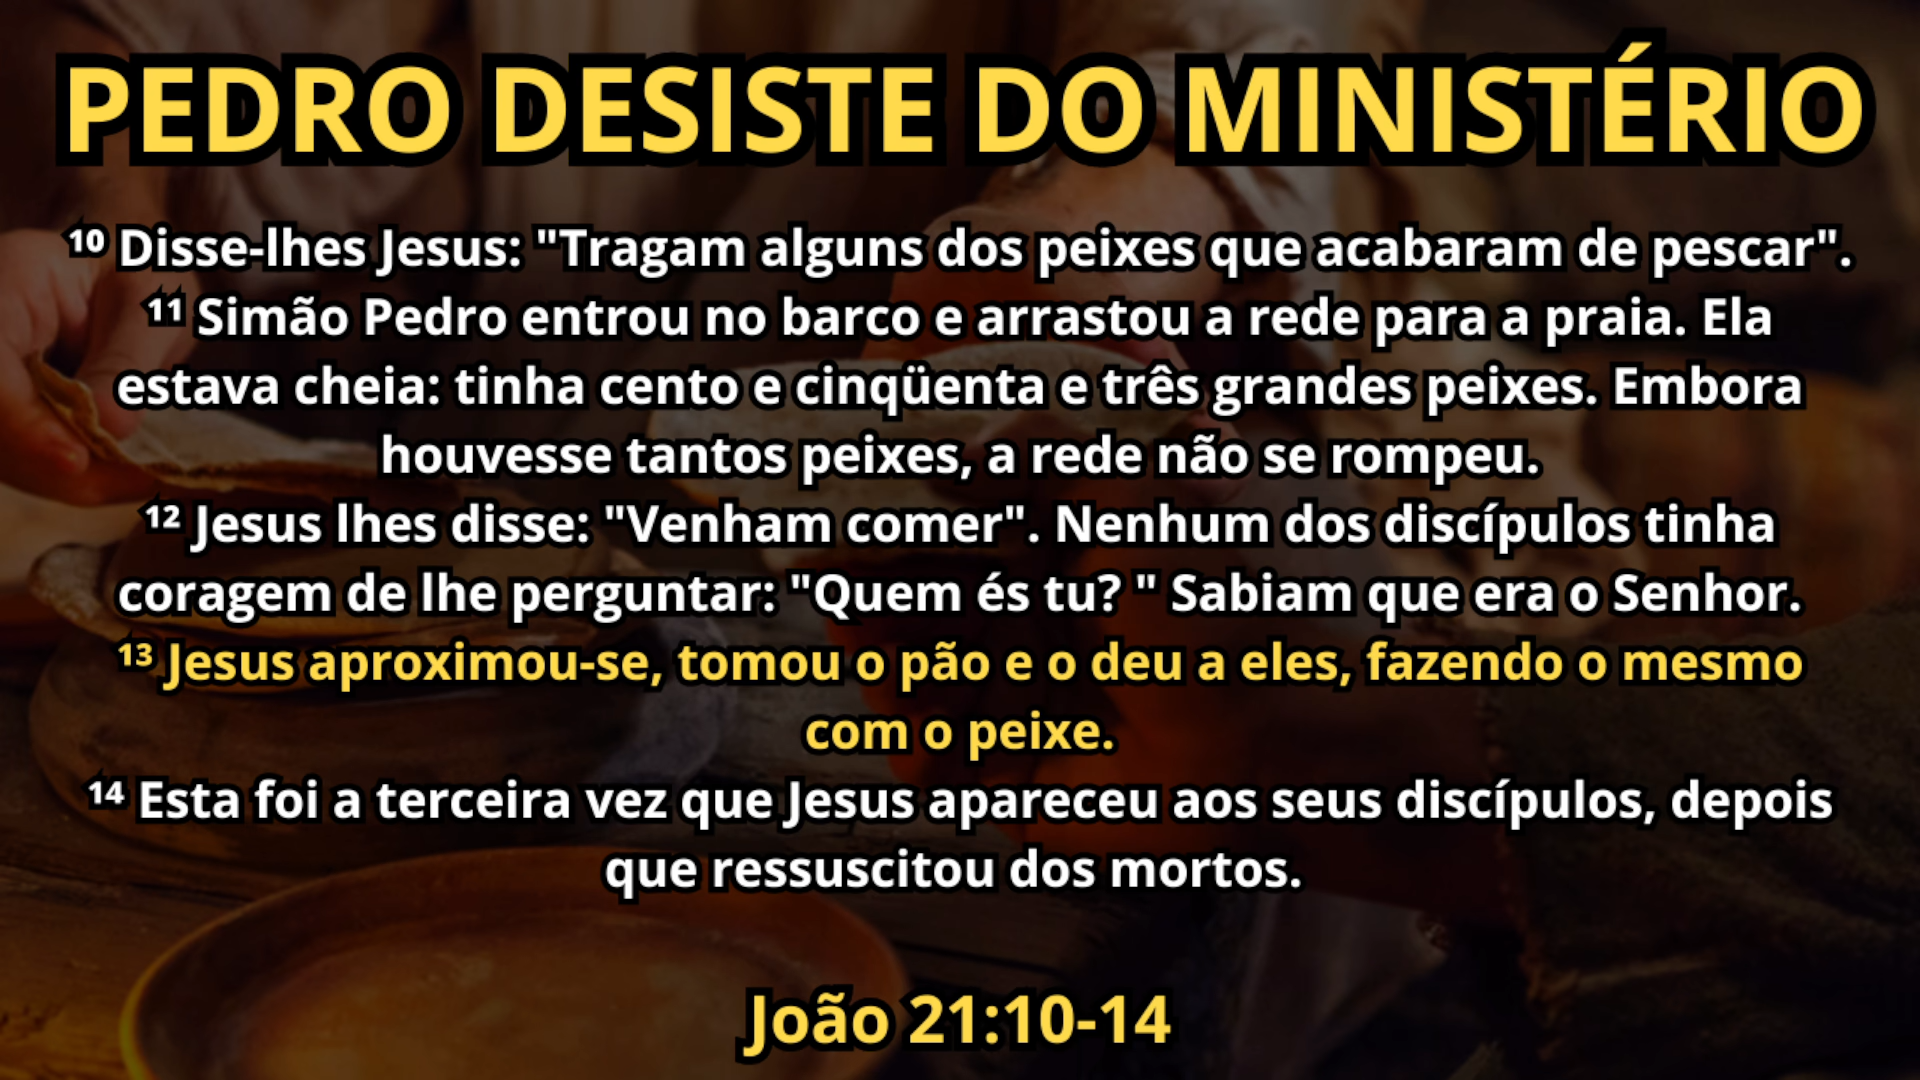 PEDRO DESISTE DO MINISTÉRIO
¹⁰ Disse-lhes Jesus: "Tragam alguns dos peixes que acabaram de pescar".
¹¹ Simão Pedro entrou no barco e arrastou a rede para a praia. Ela
estava cheia: tinha cento e cinqüenta e três grandes peixes. Embora
houvesse tantos peixes, a rede não se rompeu.
¹² Jesus lhes disse: "Venham comer". Nenhum dos discípulos tinha
coragem de lhe perguntar: "Quem és tu? " Sabiam que era o Senhor.
¹³ Jesus aproximou-se, tomou o pão e o deu a eles, fazendo o mesmo
com o peixe.
¹⁴ Esta foi a terceira vez que Jesus apareceu aos seus discípulos, depois
que ressuscitou dos mortos.
João 21:10-14